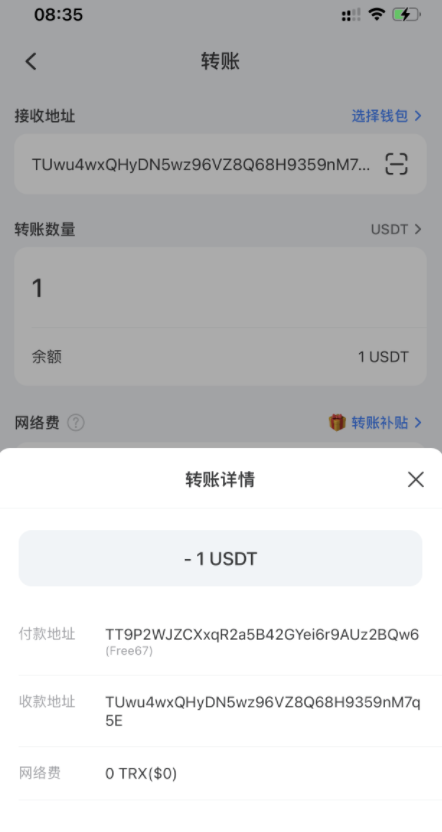 08:35
转账
接收地址
选择钱包
TUwu4wxQHyDN5wz96VZ8Q68H9359nM7...
转账数量
USDT
1
余额
1 USDT
网络费
转账补贴
转账详情
- 1 USDT
付款地址
TT9P2WJZCXxqR2a5B42GYei6r9AUz2BQw6
(Free67)
收款地址
TUwu4wxQHyDN5wz96VZ8Q68H9359nM7q
5E
网络费
0 TRX($0)